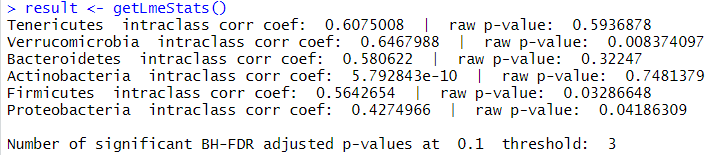 > result <- getLmeStats()
Tenericutes  intraclass corr coef:  0.6075008  |  raw p-value:  0.5936878
Verrucomicrobia  intraclass corr coef:  0.6467988  |  raw p-value:  0.008374097
Bacteroidetes  intraclass corr coef:  0.580622  |  raw p-value:  0.32247
Actinobacteria  intraclass corr coef:  5.792843e-10  |  raw p-value:  0.7481379
Firmicutes  intraclass corr coef:  0.5642654  |  raw p-value:  0.03286648
Proteobacteria  intraclass corr coef:  0.4274966  |  raw p-value:  0.04186309
Number of significant BH-FDR adjusted p-values at  0.1  threshold:  3